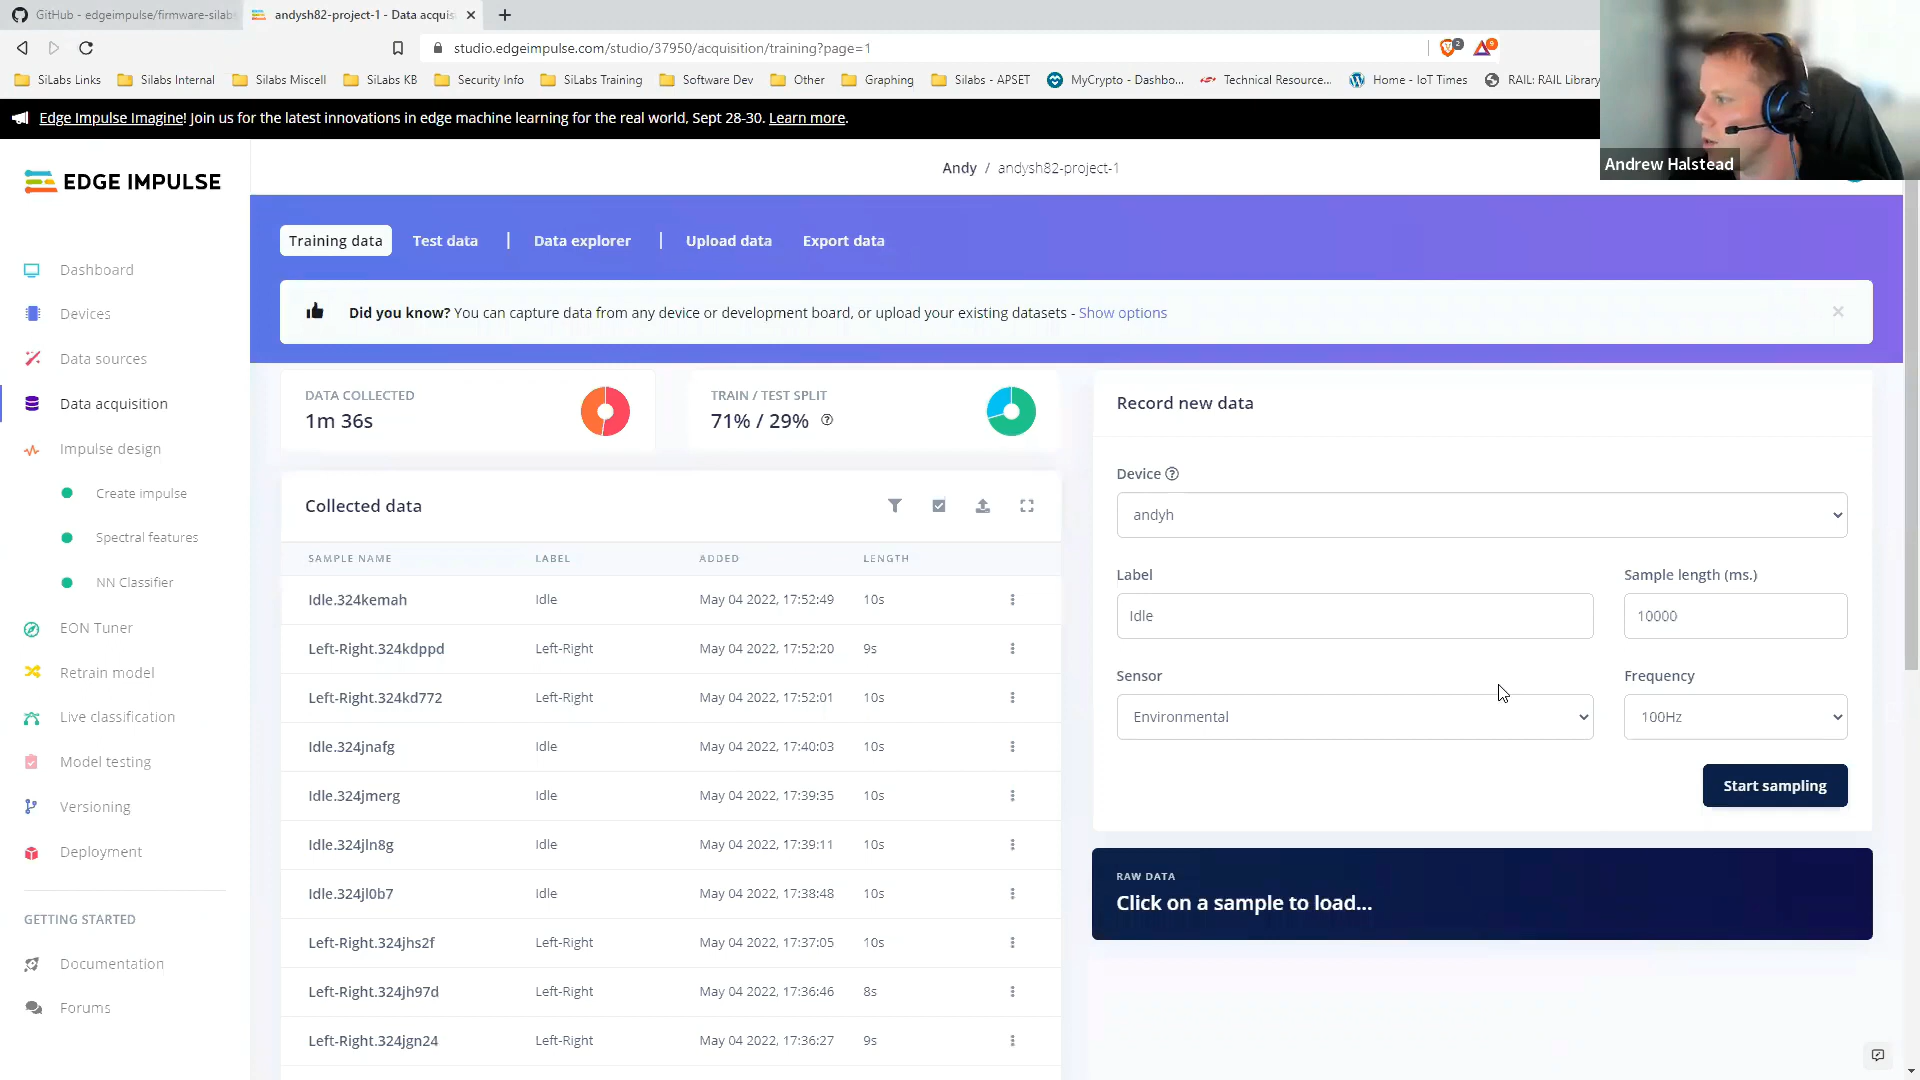 GitHub - edgeimpulse/firmware-silabs
andysh82-project-1 - Data acquis
studio.edgeimpulse.com/studio/37950/acquisition/training?page=1
2
9
SiLabs Links
Silabs Internal
Silabs Miscell
SiLabs KB
Security Info
SiLabs Training
Software Dev
Other
Graphing
Silabs - APSET
MyCrypto - Dashbo...
Technical Resource...
Home - IoT Times
RAIL: RAIL Library
Edge Impulse Imagine! Join us for the latest innovations in edge machine learning for the real world, Sept 28-30. Learn more.
Andrew Halstead
EDGE IMPULSE
Andy / andysh82-project-1
Dashboard
Devices
Data sources
Data acquisition
Impulse design
Create impulse
Spectral features
NN Classifier
EON Tuner
Retrain model
Live classification
Model testing
Versioning
Deployment
GETTING STARTED
Documentation
Forums
Training data
Test data | Data explorer | Upload data
Export data
Did you know? You can capture data from any device or development board, or upload your existing datasets - Show options
DATA COLLECTED
1m 36s
TRAIN / TEST SPLIT
71% / 29%
Collected data
SAMPLE NAME LABEL ADDED LENGTH
Idle.324kemah Idle May 04 2022, 17:52:49 10s
Left-Right.324kdppd Left-Right May 04 2022, 17:52:20 9s
Left-Right.324kd772 Left-Right May 04 2022, 17:52:01 10s
Idle.324jnafg Idle May 04 2022, 17:40:03 10s
Idle.324jmerg Idle May 04 2022, 17:39:35 10s
Idle.324jln8g Idle May 04 2022, 17:39:11 10s
Idle.324jl0b7 Idle May 04 2022, 17:38:48 10s
Left-Right.324jhs2f Left-Right May 04 2022, 17:37:05 10s
Left-Right.324jh97d Left-Right May 04 2022, 17:36:46 8s
Left-Right.324jgn24 Left-Right May 04 2022, 17:36:27 9s
Record new data
Device
andyh
Label
Idle
Sample length (ms.)
10000
Sensor
Environmental
Frequency
100Hz
Start sampling
RAW DATA
Click on a sample to load...